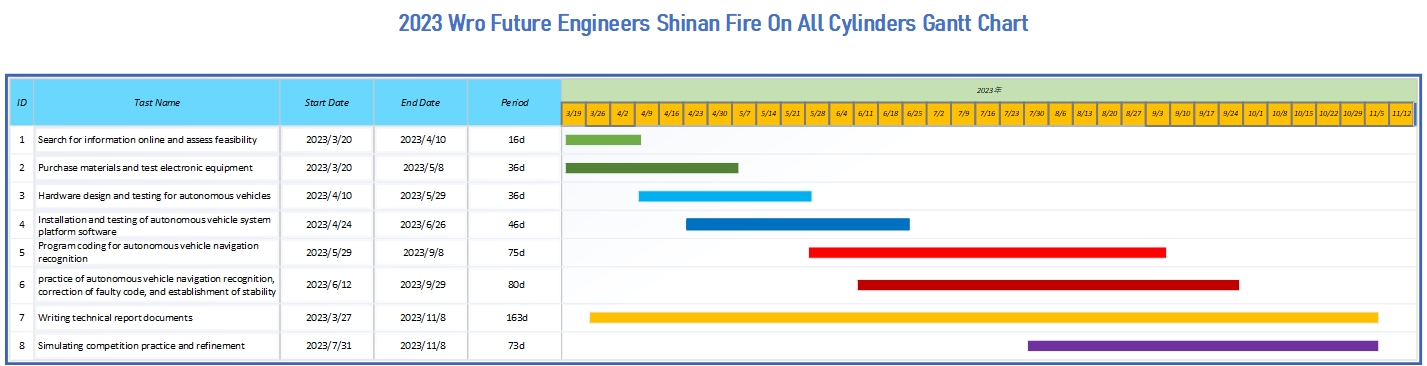 2023 Wro Future Engineers Shinan Fire On All Cylinders Gantt Chart
ID Tast Name Start Date End Date Period 2023年
3/19 3/26 4/2 4/9 4/16 4/23 4/30 5/7 5/14 5/21 5/28 6/4 6/11 6/18 6/25 7/2 7/9 7/16 7/23 7/30 8/6 8/13 8/20 8/27 9/3 9/10 9/17 9/24 10/1 10/8 10/15 10/22 10/29 11/5 11/12
1 Search for information online and assess feasibility 2023/3/20 2023/4/10 16d
2 Purchase materials and test electronic equipment 2023/3/20 2023/5/8 36d
3 Hardware design and testing for autonomous vehicles 2023/4/10 2023/5/29 36d
4 Installation and testing of autonomous vehicle system
platform software 2023/4/24 2023/6/26 46d
5 Program coding for autonomous vehicle navigation
recognition 2023/5/29 2023/9/8 75d
6 practice of autonomous vehicle navigation recognition,
correction of faulty code, and establishment of stability 2023/6/12 2023/9/29 80d
7 Writing technical report documents 2023/3/27 2023/11/8 163d
8 Simulating competition practice and refinement 2023/7/31 2023/11/8 73d